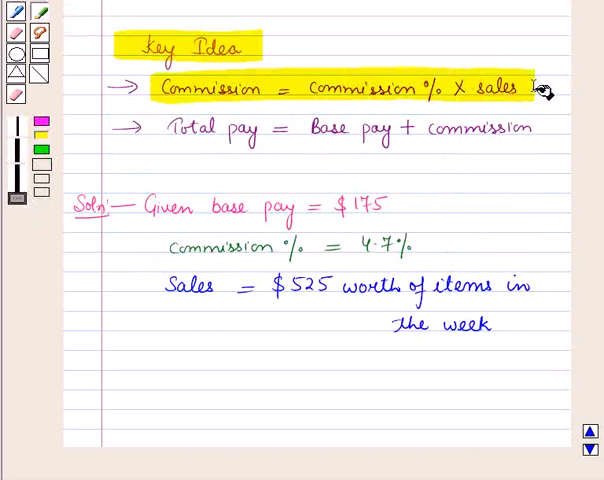 Key Idea
→ Commission = Commission % X sales
→ Total pay = Base pay + commission
Soln:- Given base pay = $175
Commission % = 4.7%
Sales = $525 worth of items in
the week